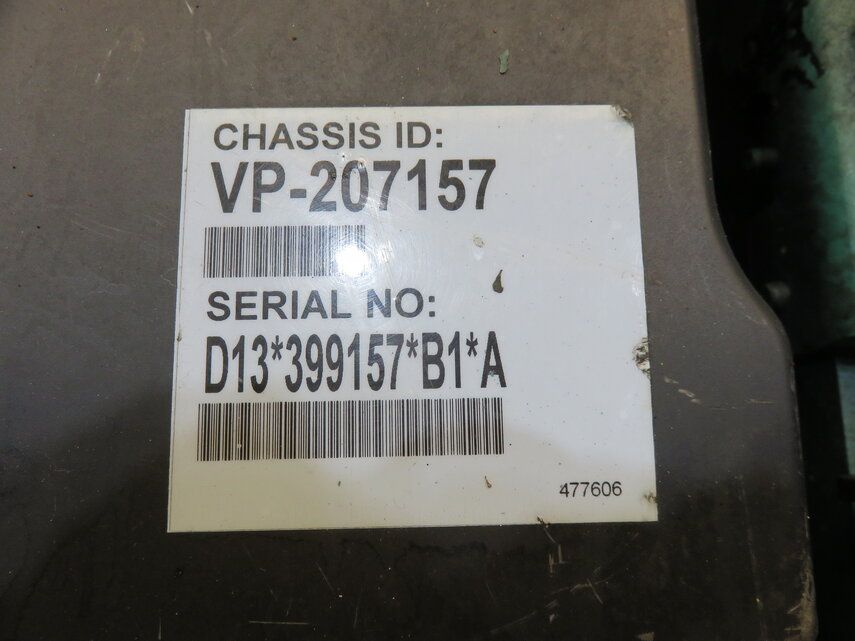 CHASSIS ID:
VP-207157
SERIAL NO:
D13*399157*B1*A
477606